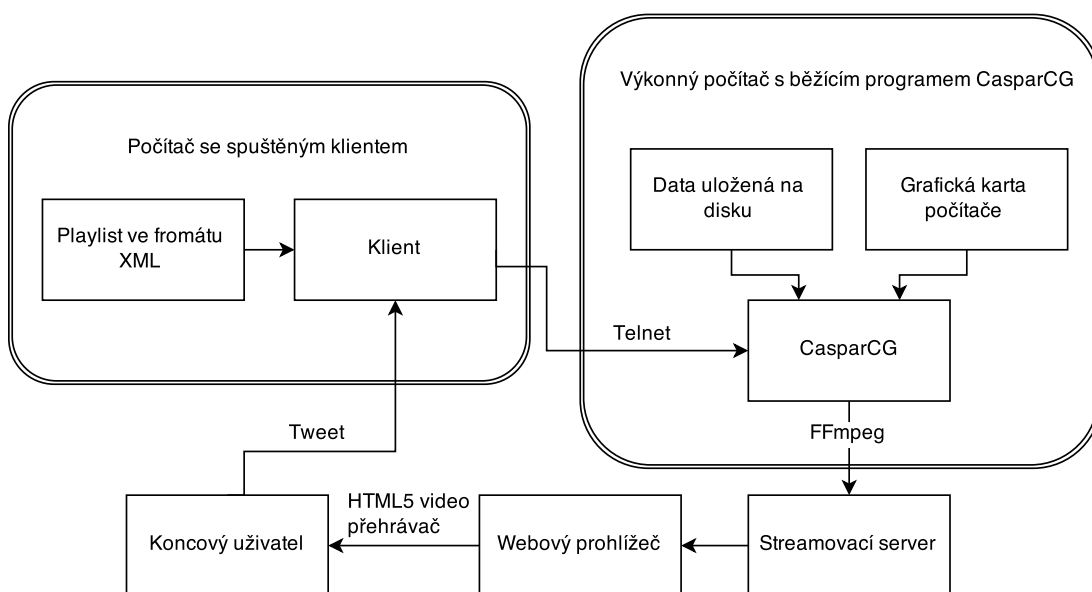 Výkonný počítač s běžícím programem CasparCG
Počítač se spuštěným klientem
Data uložená na
disku
Grafická karta
počítače
Playlist ve fromátu
XML
Klient
Telnet
CasparCG
Tweet
FFmpeg
HTML5 video
přehrávač
Koncový uživatel
Webový prohlížeč
Streamovací server